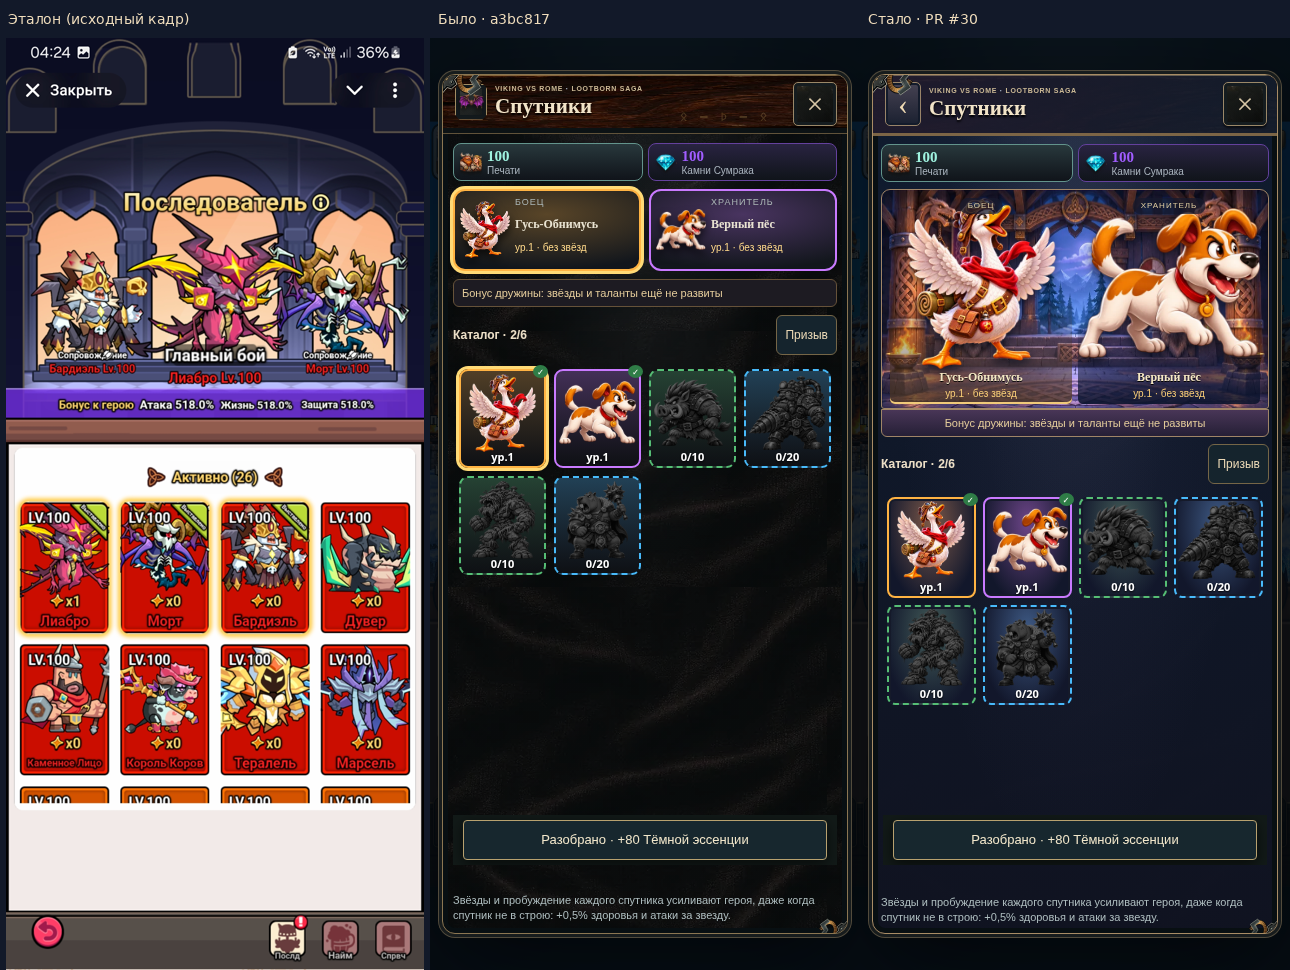 Эталон (исходный кадр)
04:24
Vo))
LTE
36%
Закрыть
Последователь
Сопровождение
Бардиэль Lv.100
Главный бой
Лиабро Lv.100
Сопровождение
Морт Lv.100
Бонус к герою Атака 518.0% Жизнь 518.0% Защита 518.0%
Активно (26)
LV.100
LV.100
LV.100
LV.100
x1
x0
x0
x0
Лиабро
Морт
Бардиэль
Дувер
LV.100
LV.100
LV.100
LV.100
x0
x0
x0
x0
Каменное Лицо
Король Коров
Тералель
Марсель
LV.100
LV.100
LV.100
LV.100
Послд
Найм
Спрвч
Было · a3bc817
VIKING VS ROME · LOOTBORN SAGA
Спутники
100
Печати
100
Камни Сумрака
БОЕЦ
Гусь-Обнимусь
ур.1 · без звёзд
ХРАНИТЕЛЬ
Верный пёс
ур.1 · без звёзд
Бонус дружины: звёзды и таланты ещё не развиты
Каталог · 2/6
Призыв
ур.1
ур.1
0/10
0/20
0/10
0/20
Разобрано · +80 Тёмной эссенции
Звёзды и пробуждение каждого спутника усиливают героя, даже когда
спутник не в строю: +0,5% здоровья и атаки за звезду.
Стало · PR #30
VIKING VS ROME · LOOTBORN SAGA
Спутники
100
Печати
100
Камни Сумрака
БОЕЦ
ХРАНИТЕЛЬ
Гусь-Обнимусь
ур.1 · без звёзд
Верный пёс
ур.1 · без звёзд
Бонус дружины: звёзды и таланты ещё не развиты
Каталог · 2/6
Призыв
ур.1
ур.1
0/10
0/20
0/10
0/20
Разобрано · +80 Тёмной эссенции
Звёзды и пробуждение каждого спутника усиливают героя, даже когда
спутник не в строю: +0,5% здоровья и атаки за звезду.